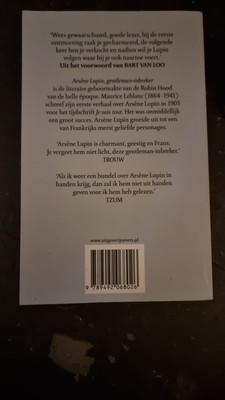 'Wees gewaarschuwd, goede lezer, bij de eerste
ontmoeting raak je gecharmeerd, de volgende
keer ben je verkocht en nadien wil je Lupin
volgen waar hij je ook naartoe voert.'
Uit het voorwoord van BART VAN LOO
Arsène Lupin, gentleman-inbreker
is de literaire geboorteakte van de Robin Hood
van de belle époque. Maurice Leblanc (1864-1941)
schreef zijn eerste verhaal over Arsène Lupin in 1905
voor het tijdschrift Je sais tout. Het was onmiddellijk
een groot succes. Arsène Lupin groeide uit tot een
van Frankrijks meest geliefde personages.
'Arsène Lupin is charmant, geestig en Frans.
Je vergeet hem niet licht, deze gentleman-inbreker.'
TROUW
'Als ik weer een bundel over Arsène Lupin in
handen krijg, dan zal ik hem niet uit handen
geven voor ik hem heb gelezen.'
TZUM
www.uitgeverijvleugels.nl
9 789492 068026